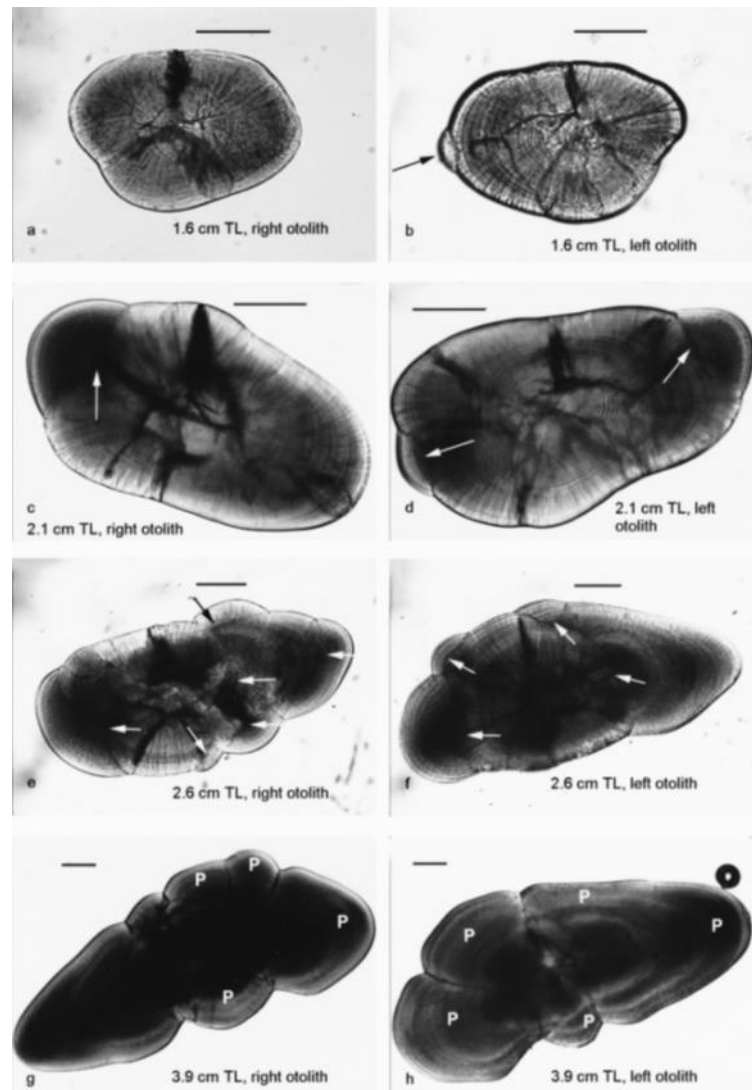 a
1.6 cm TL, right otolith
b
1.6 cm TL, left otolith
c
2.1 cm TL, right otolith
d
2.1 cm TL, left
otolith
e
2.6 cm TL, right otolith
f
2.6 cm TL, left otolith
P P
P
P
g
3.9 cm TL, right otolith
P
P
P
P
P
h
3.9 cm TL, left otolith